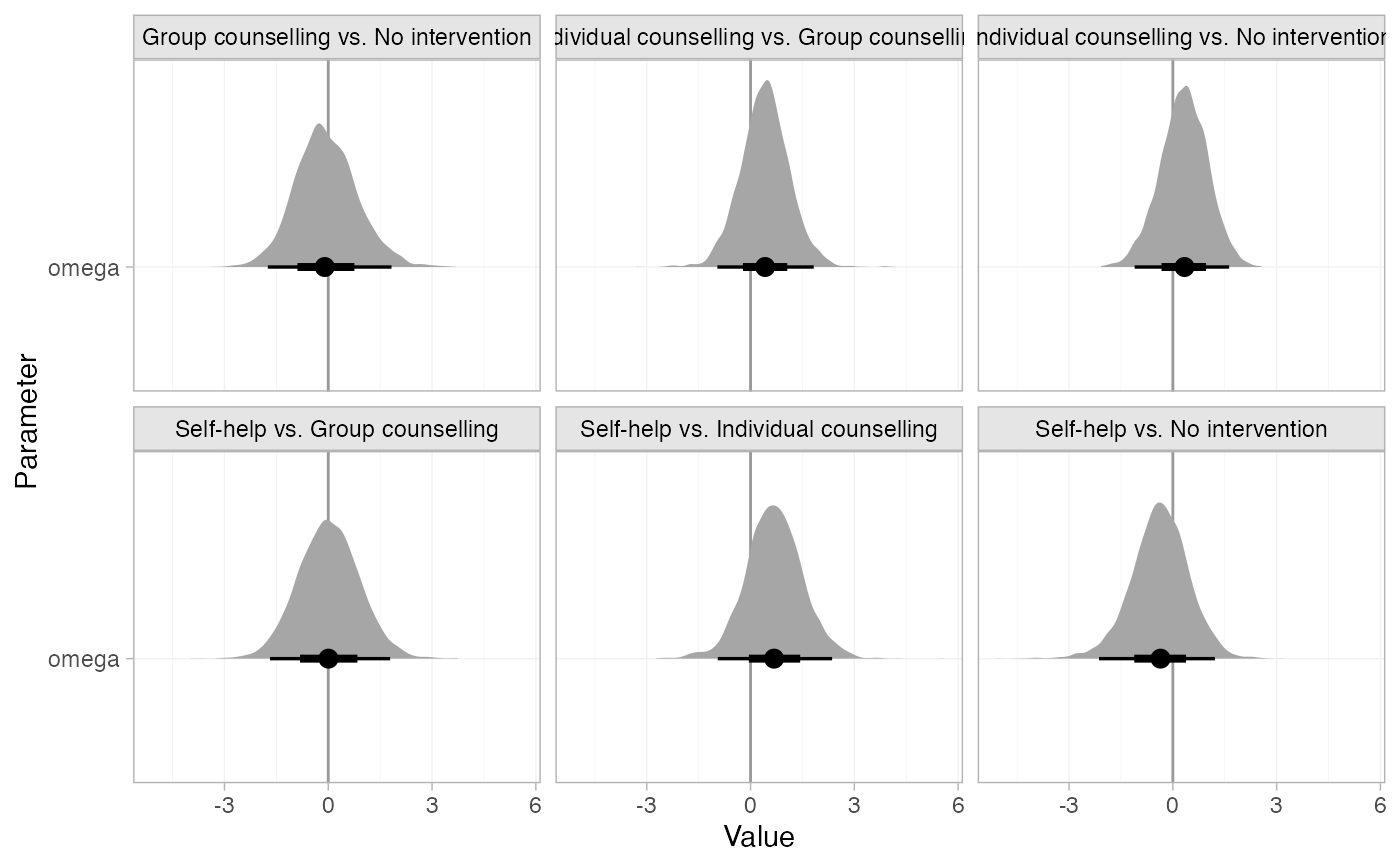 Group counselling vs. No intervention
dividual counselling vs. Group counsellin
ndividual counselling vs. No intervention
omega
Self-help vs. Group counselling
Self-help vs. Individual counselling
Self-help vs. No intervention
omega
-3 0 3 6
-3 0 3 6
-3 0 3 6
Value
Parameter